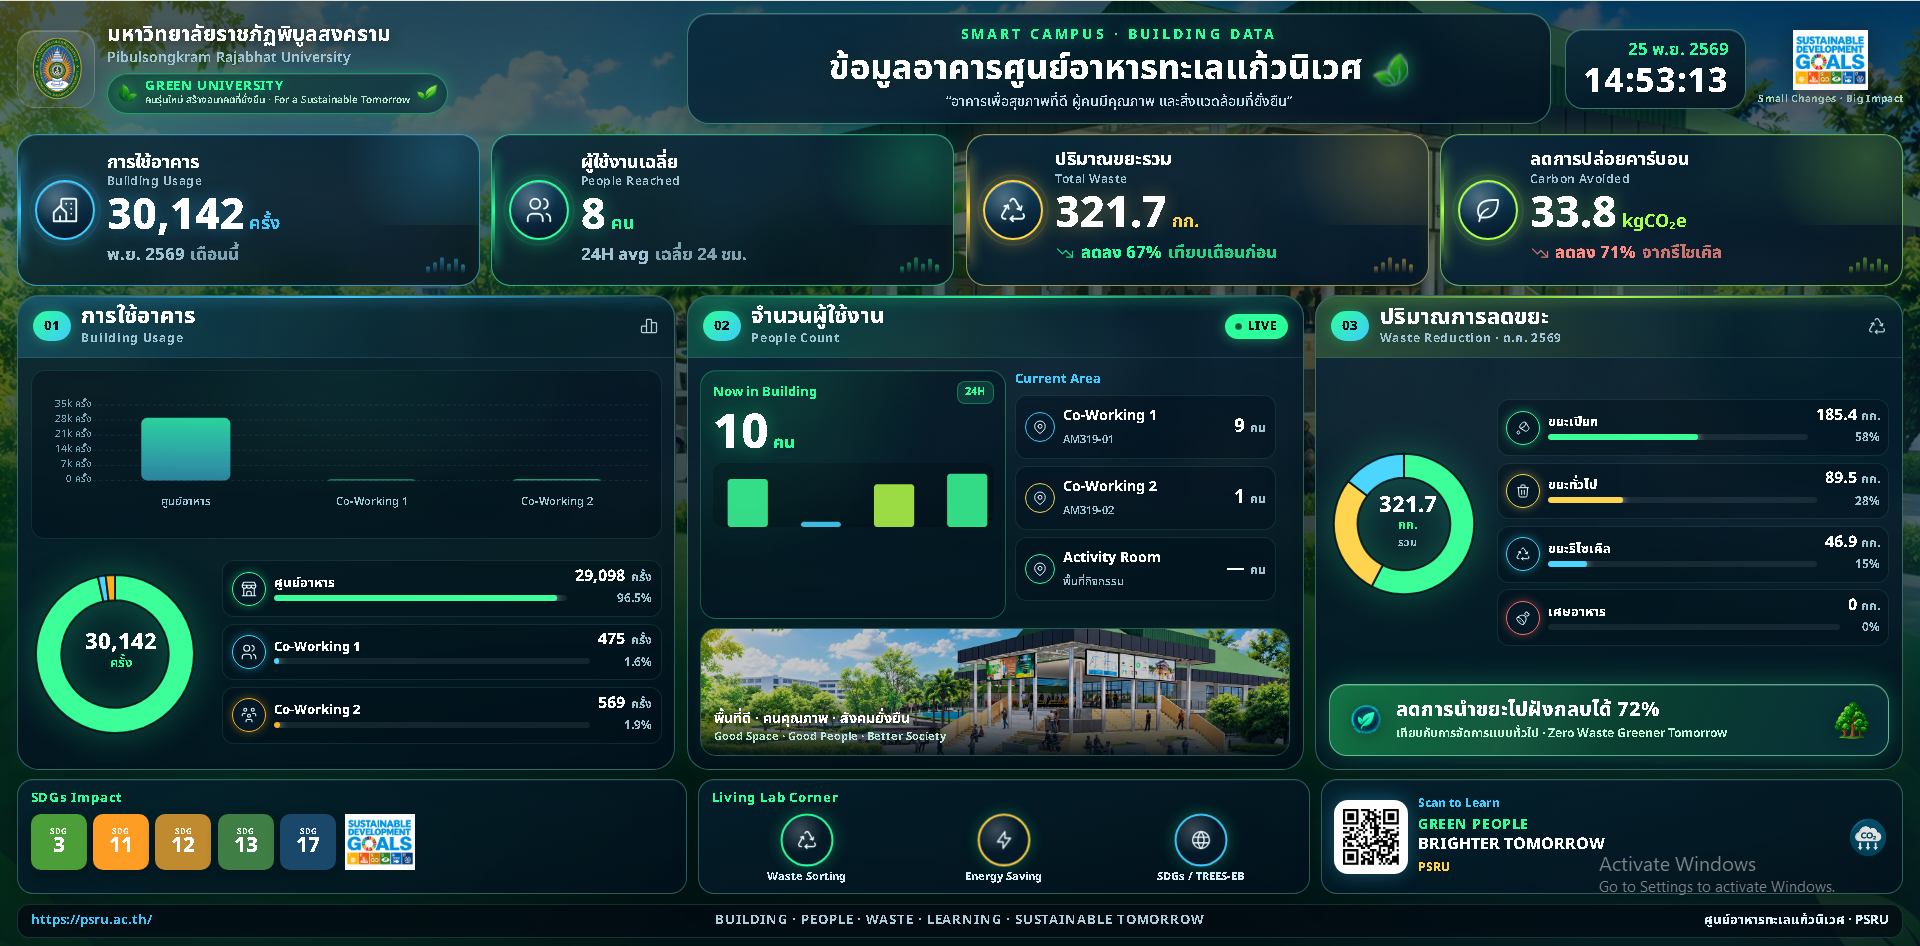 มหาวิทยาลัยราชภัฏพิบูลสงคราม
Pibulsongkram Rajabhat University
GREEN UNIVERSITY
คนรุ่นใหม่ สร้างอนาคตที่ยั่งยืน · For a Sustainable Tomorrow
SMART CAMPUS · BUILDING DATA
ข้อมูลอาคารศูนย์อาหารทะเลแก้วนิเวศ
"อาคารเพื่อสุขภาพที่ดี ผู้คนมีคุณภาพ และสิ่งแวดล้อมที่ยั่งยืน"
25 พ.ย. 2569
14:53:13
SUSTAINABLE
DEVELOPMENT
GOALS
Small Changes · Big Impact
การใช้อาคาร
Building Usage
30,142 ครั้ง
พ.ย. 2569 เดือนนี้
ผู้ใช้งานเฉลี่ย
People Reached
8 คน
24H avg เฉลี่ย 24 ชม.
ปริมาณขยะรวม
Total Waste
321.7 กก.
ลดลง 67% เทียบเดือนก่อน
ลดการปล่อยคาร์บอน
Carbon Avoided
33.8 kgCO₂e
ลดลง 71% จากรีไซเคิล
01
การใช้อาคาร
Building Usage
35k ครั้ง
28k ครั้ง
21k ครั้ง
14k ครั้ง
7k ครั้ง
0 ครั้ง
ศูนย์อาหาร
Co-Working 1
Co-Working 2
30,142
ครั้ง
ศูนย์อาหาร
29,098 ครั้ง
96.5%
Co-Working 1
475 ครั้ง
1.6%
Co-Working 2
569 ครั้ง
1.9%
02
จำนวนผู้ใช้งาน
People Count
LIVE
Now in Building
24H
10 คน
Current Area
Co-Working 1
AM319-01
9 คน
Co-Working 2
AM319-02
1 คน
Activity Room
พื้นที่กิจกรรม
— คน
พื้นที่ดี · คนคุณภาพ · สังคมยั่งยืน
Good Space · Good People · Better Society
03
ปริมาณการลดขยะ
Waste Reduction · ต.ค. 2569
321.7
กก.
รวม
ขยะเปียก
185.4 กก.
58%
ขยะทั่วไป
89.5 กก.
28%
ขยะรีไซเคิล
46.9 กก.
15%
เศษอาหาร
0 กก.
0%
ลดการนำขยะไปฝังกลบได้ 72%
เทียบกับการจัดการแบบทั่วไป · Zero Waste Greener Tomorrow
SDGs Impact
SDG
3
SDG
11
SDG
12
SDG
13
SDG
17
SUSTAINABLE
DEVELOPMENT
GOALS
Living Lab Corner
Waste Sorting
Energy Saving
SDGs / TREES-EB
Scan to Learn
GREEN PEOPLE
BRIGHTER TOMORROW
PSRU
CO₂
Activate Windows
Go to Settings to activate Windows.
https://psru.ac.th/
BUILDING · PEOPLE · WASTE · LEARNING · SUSTAINABLE TOMORROW
ศูนย์อาหารทะเลแก้วนิเวศ · PSRU